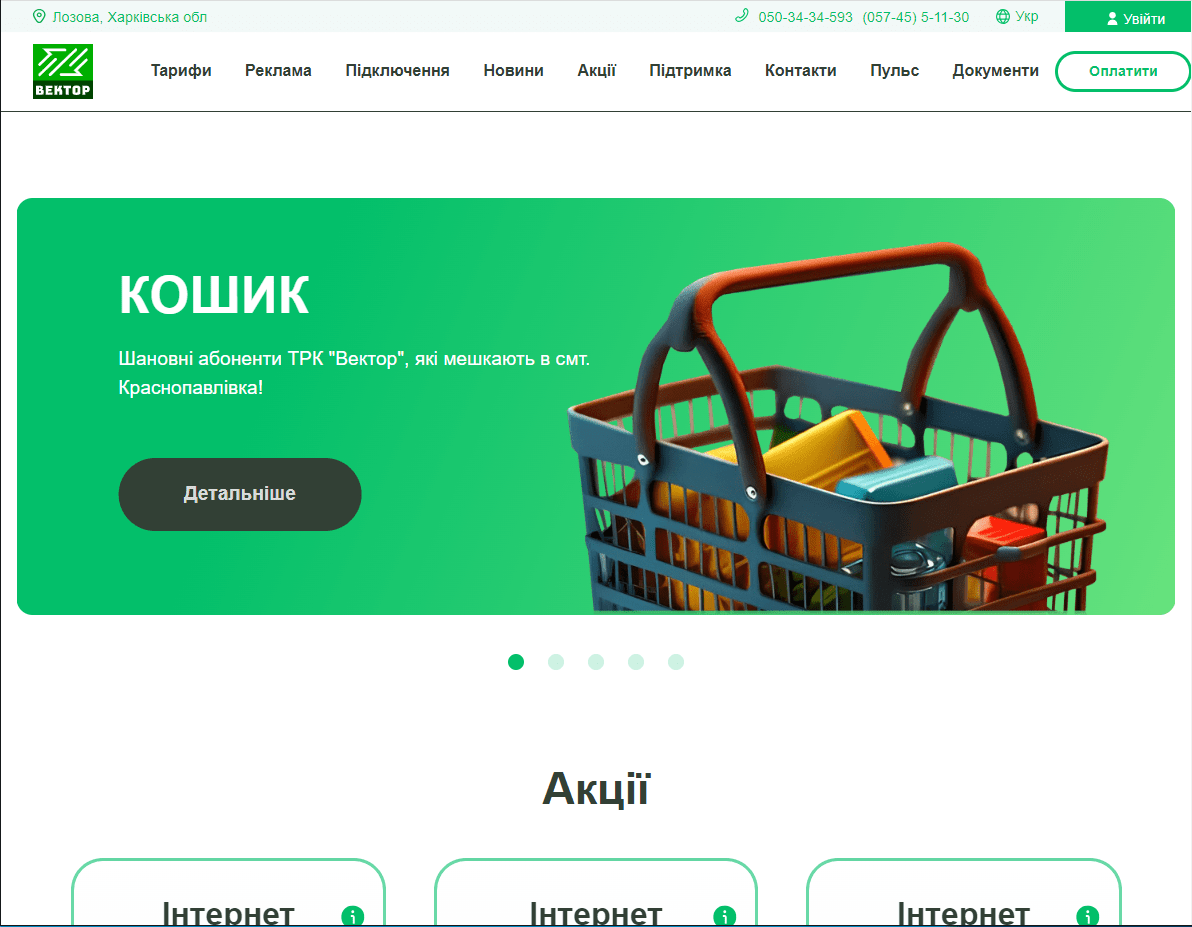 Лозова, Харківська обл
050-34-34-593 (057-45) 5-11-30
Укр
Увійти
ВЕКТОР
Тарифи Реклама Підключення Новини Акції Підтримка Контакти Пульс Документи Оплатити
КОШИК
Шановні абоненти ТРК "Вектор", які мешкають в смт.
Краснопавлівка!
Детальніше
Акції
Інтернет
Інтернет
Інтернет